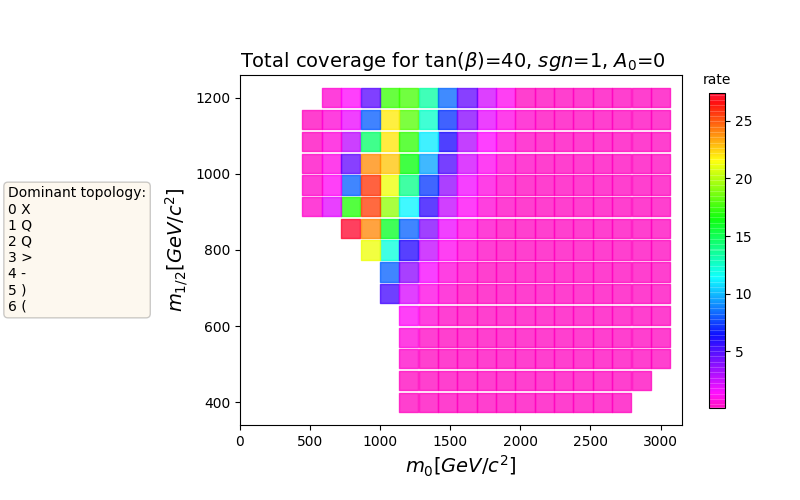 Total coverage for tan(β)=40, sgn=1, A₀=0
rate
1200
1000
800
600
400
m₁/₂[GeV/c²]
0
500
1000
1500
2000
2500
3000
m₀[GeV/c²]
25
20
15
10
5
Dominant topology:
0 X
1 Q
2 Q
3 >
4 -
5 )
6 (